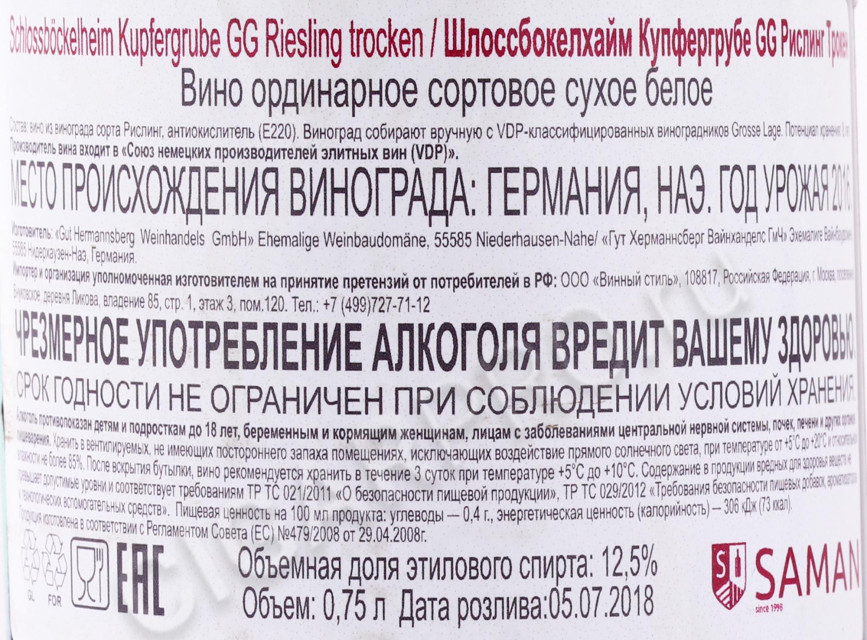 Schlossböckelheim Kupfergrube GG Riesling trocken / Шлоссбокелхайм Купфергрубе GG Рислинг
Вино ординарное сортовое сухое белое
Состав: вино из винограда сорта Рислинг, антиокислитель (Е220). Виноград собирают вручную с VDP-классифицированных виноградников Grosse Lage. Потенциал хранения
Производитель вина входит в «Союз немецких производителей элитных вин (VDP)».
МЕСТО ПРОИСХОЖДЕНИЯ ВИНОГРАДА: ГЕРМАНИЯ, НАЭ. ГОД УРОЖАЯ 2016
Изготовитель: «Gut Hermannsberg Weinhandels GmbH» Ehemalige Weinbaudomäne, 55585 Niederhausen-Nahe/ «Гут Херманнсберг Вайнханделс ГмЧ» Эхемалите
55585 Нидерхаузен-Наэ, Германия.
Импортер и организация уполномоченная изготовителем на принятие претензий от потребителей в РФ: ООО «Винный стиль», 108817, Российская Федерация, г. Москва,
деревня Ликова, владение 85, стр. 1, этаж 3, пом.120. Тел.: +7 (499)727-71-12
ЧРЕЗМЕРНОЕ УПОТРЕБЛЕНИЕ АЛКОГОЛЯ ВРЕДИТ ВАШЕМУ ЗДОРОВЬЮ
СРОК ГОДНОСТИ НЕ ОГРАНИЧЕН ПРИ СОБЛЮДЕНИИ УСЛОВИЙ ХРАНЕНИЯ
Алкоголь противопоказан детям и подросткам до 18 лет, беременным и кормящим женщинам, лицам с заболеваниями центральной нервной системы, почек, печени и других органов
пищеварения. Хранить в вентилируемых, не имеющих постороннего запаха помещениях, исключающих воздействие прямого солнечного света, при температуре от +5°С до +20°С и
влажности не более 85%. После вскрытия бутылки, вино рекомендуется хранить в течение 3 суток при температуре +5°С до +10°С. Содержание в продукции вредных для здоровья веществ не
превышает допустимые уровни и соответствует требованиям ТР ТС 021/2011 «О безопасности пищевой продукции», ТР ТС 029/2012 «Требования безопасности пищевых добавок,
и технологических вспомогательных средств». Пищевая ценность на 100 мл продукта: углеводы — 0,4 г., энергетическая ценность (калорийность) — 306 кДж (73 ккал).
Продукция изготовлена в соответствии с Регламентом Совета (ЕС) №479/2008 от 29.04.2008г.
GL FOR EAC
Объемная доля этилового спирта: 12,5%
Объем: 0,75 л Дата розлива:05.07.2018
S SAMAN
since 1998